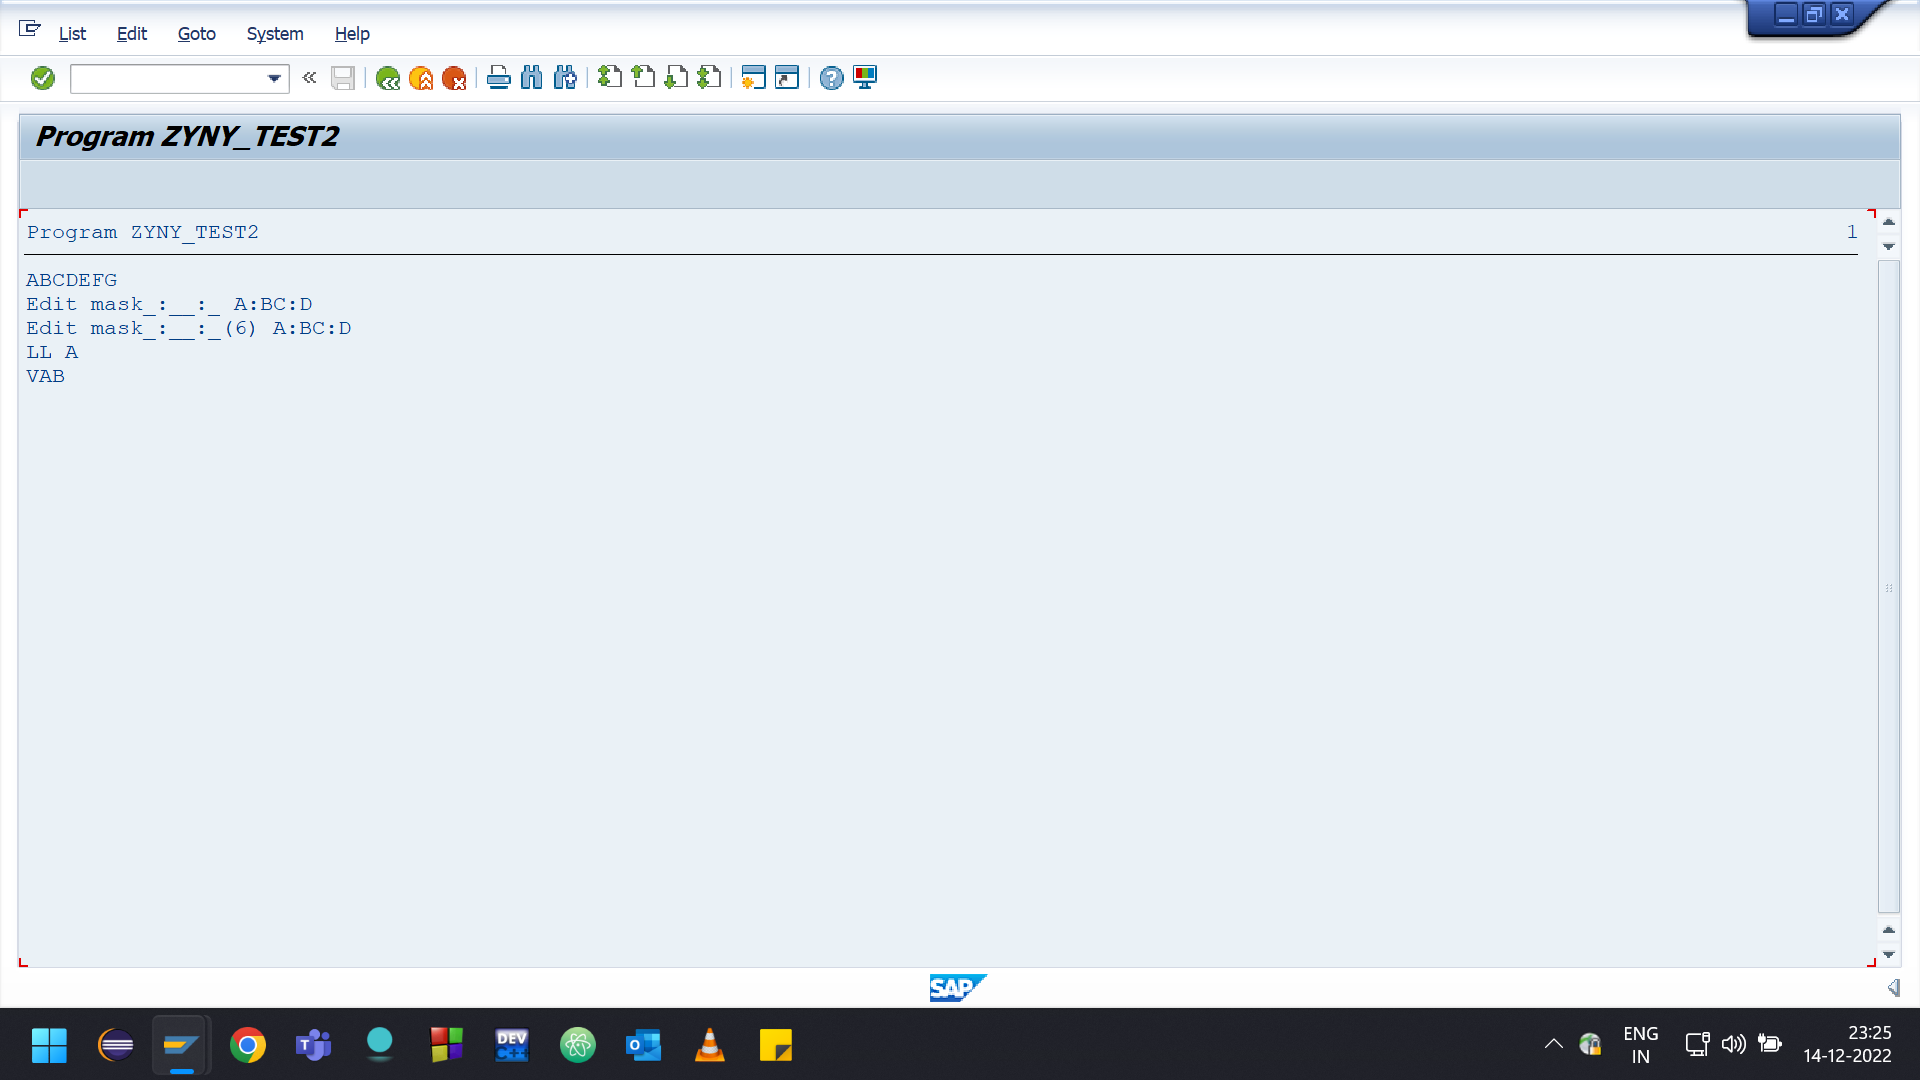 List Edit Goto System Help
Program ZYNY_TEST2
Program ZYNY_TEST2 1
ABCDEFG
Edit mask_:__:_ A:BC:D
Edit mask_:__:_(6) A:BC:D
LL A
VAB
SAP
DEV
C++
ENG
IN
23:25
14-12-2022